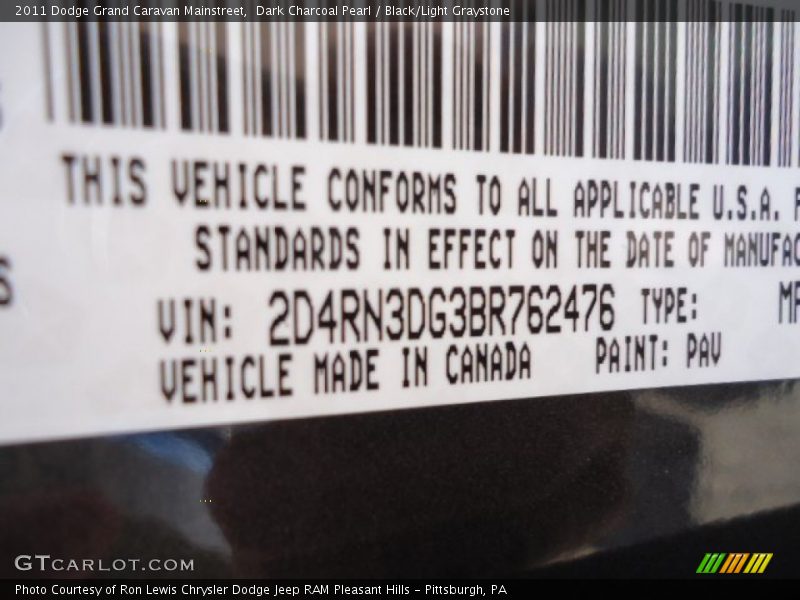 2011 Dodge Grand Caravan Mainstreet,  Dark Charcoal Pearl / Black/Light Graystone
THIS VEHICLE CONFORMS TO ALL APPLICABLE U.S.A.
STANDARDS IN EFFECT ON THE DATE OF
VIN: 2D4RN3DG3BR762476 TYPE:
VEHICLE MADE IN CANADA PAINT: PAV
GTCARLOT.COM
Photo Courtesy of Ron Lewis Chrysler Dodge Jeep RAM Pleasant Hills - Pittsburgh, PA